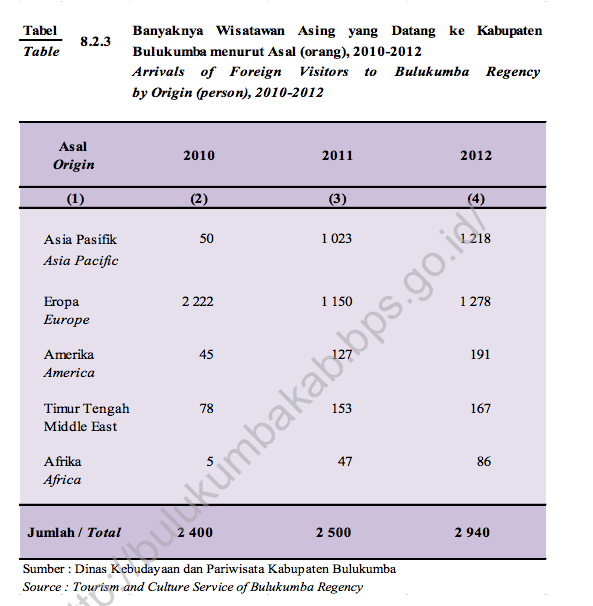 Tabel
Table
8.2.3
Banyaknya Wisatawan Asing yang Datang ke Kabupaten
Bulukumba menurut Asal (orang), 2010-2012
Arrivals of Foreign Visitors to Bulukumba Regency
by Origin (person), 2010-2012
Asal
Origin
2010 2011 2012
(1) (2) (3) (4)
Asia Pasifik 50 1 023 1 218
Asia Pacific
Eropa 2 222 1 150 1 278
Europe
Amerika 45 127 191
America
Timur Tengah 78 153 167
Middle East
Afrika 5 47 86
Africa
Jumlah / Total 2 400 2 500 2 940
Sumber : Dinas Kebudayaan dan Pariwisata Kabupaten Bulukumba
Source : Tourism and Culture Service of Bulukumba Regency
ttp://bulukumbakab.bps.go.id/